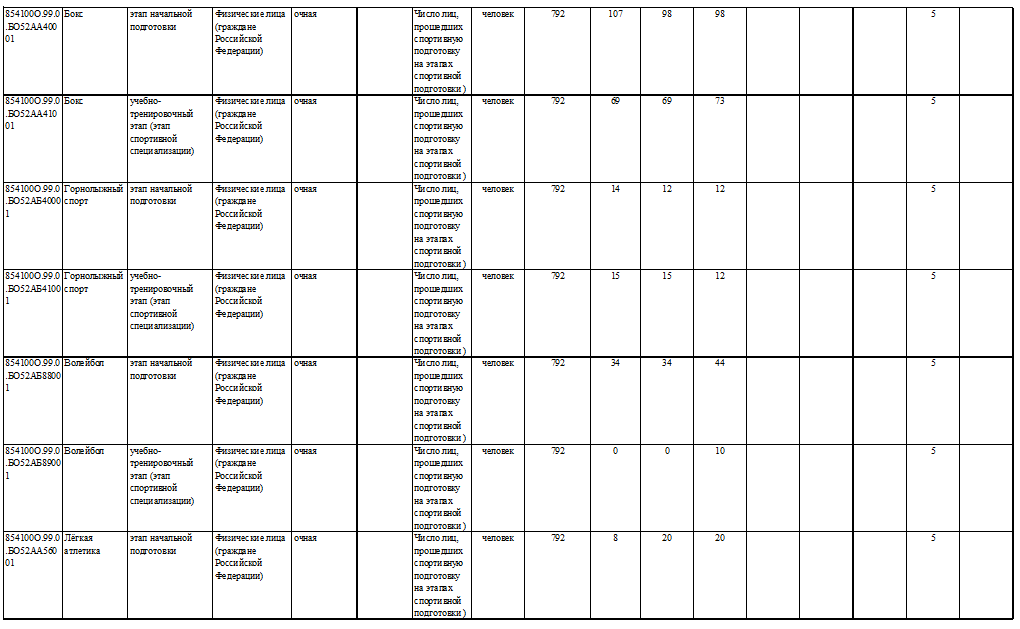 854100О.99.0 Бокс этап начальной Физические лица очная Число лиц, человек 792 107 98 98 5
.БО52АА400 подготовки (граждане прошедших
01 Российской спортивную
Федерации) подготовку
на этапах
спортивной
подготовки)
854100О.99.0 Бокс учебно- Физические лица очная Число лиц, человек 792 69 69 73 5
.БО52АА410 тренировочный (граждане прошедших
01 этап (этап Российской спортивную
спортивной Федерации) подготовку
специализации) на этапах
спортивной
подготовки)
854100О.99.0 Горнолыжный этап начальной Физические лица очная Число лиц, человек 792 14 12 12 5
.БО52АБ4000 спорт подготовки (граждане прошедших
1 Российской спортивную
Федерации) подготовку
на этапах
спортивной
подготовки)
854100О.99.0 Горнолыжный учебно- Физические лица очная Число лиц, человек 792 15 15 12 5
.БО52АБ4100 спорт тренировочный (граждане прошедших
1 этап (этап Российской спортивную
спортивной Федерации) подготовку
специализации) на этапах
спортивной
подготовки)
854100О.99.0 Волейбол этап начальной Физические лица очная Число лиц, человек 792 34 34 44 5
.БО52АБ8800 подготовки (граждане прошедших
1 Российской спортивную
Федерации) подготовку
на этапах
спортивной
подготовки)
854100О.99.0 Волейбол учебно- Физические лица очная Число лиц, человек 792 0 0 10 5
.БО52АБ8900 тренировочный (граждане прошедших
1 этап (этап Российской спортивную
спортивной Федерации) подготовку
специализации) на этапах
спортивной
подготовки)
854100О.99.0 Лёгкая этап начальной Физические лица очная Число лиц, человек 792 8 20 20 5
.БО52АА560 атлетика подготовки (граждане прошедших
01 Российской спортивную
Федерации) подготовку
на этапах
спортивной
подготовки)